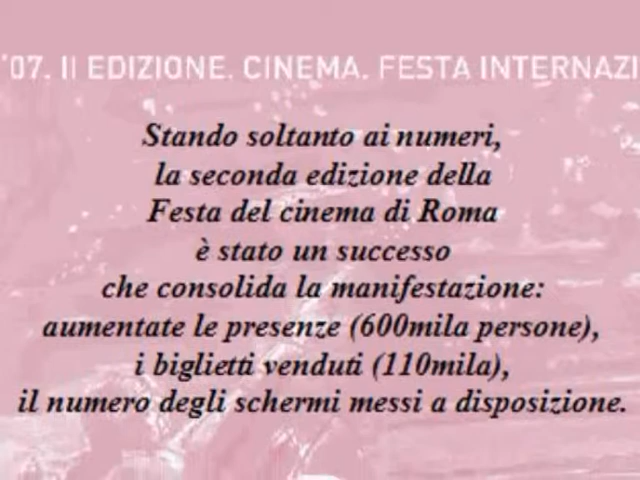 '07. II EDIZIONE. CINEMA. FESTA INTERNAZI
Stando soltanto ai numeri,
la seconda edizione della
Festa del cinema di Roma
è stato un successo
che consolida la manifestazione:
aumentate le presenze (600mila persone),
i biglietti venduti (110mila),
il numero degli schermi messi a disposizione.